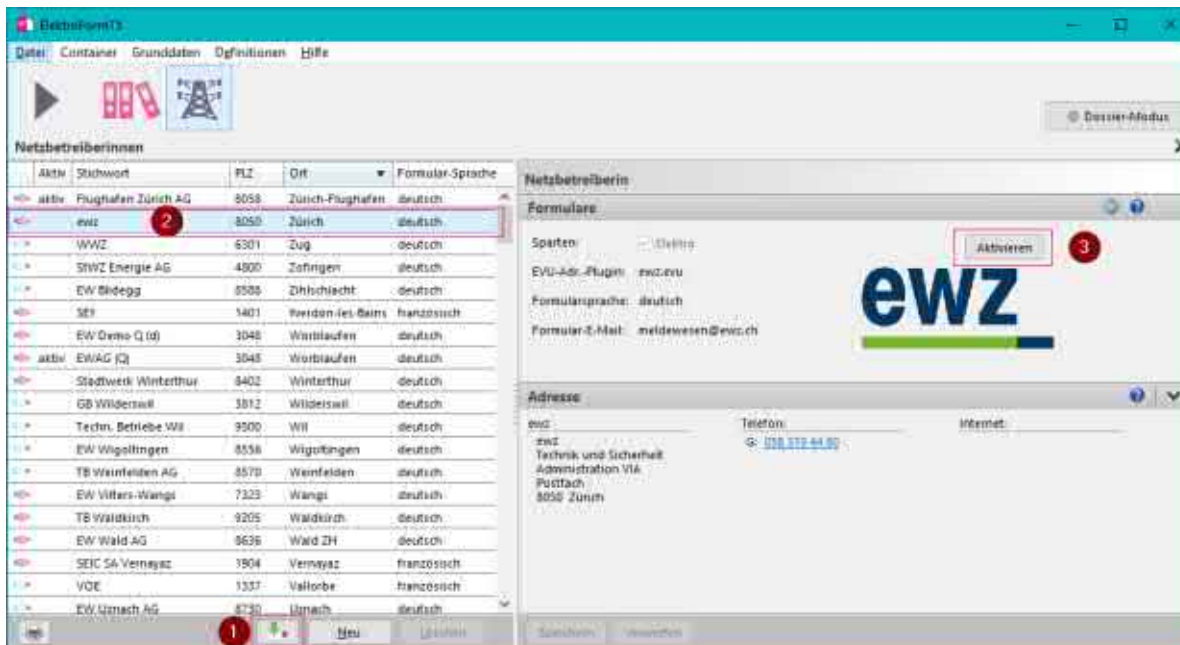 ElektroForm15
Datei Container Grunddaten Definitionen Hilfe
Dossier-Modus
Netzbetreiberinnen
Aktiv Stichwort PLZ Ort Formular-Sprache
aktiv Flughafen Zürich AG 8058 Zürich-Flughafen deutsch
ewz 2 8050 Zürich deutsch
WWZ 6301 Zug deutsch
StWZ Energie AG 4800 Zofingen deutsch
EW Bidegg 8588 Zihlschlacht deutsch
SEY 1401 Yverdon-les-Bains französisch
EW Demo Q (d) 3048 Worblaufen deutsch
aktiv EWAG (Q) 3048 Worblaufen deutsch
Stadtwerk Winterthur 8402 Winterthur deutsch
GB Wilderswil 3812 Wilderswil deutsch
Techn. Betriebe Wil 9500 Wil deutsch
EW Wigoltingen 8556 Wigoltingen deutsch
TB Weinfelden AG 8570 Weinfelden deutsch
EW Vilters-Wangs 7323 Wangs deutsch
TB Waldkirch 9205 Waldkirch deutsch
EW Wald AG 8636 Wald ZH deutsch
SEIC SA Vernayaz 1904 Vernayaz französisch
VOE 1337 Vallorbe französisch
EW Uznach AG 8730 Uznach deutsch
1 Neu Löschen
Netzbetreiberin
Formulare
Sparten: Elektro
Aktivieren 3
EVU-Adr.-Plugin: ewz.evu
Formularsprache: deutsch
Formular-E-Mail: meldewesen@ewz.ch
ewz
Adresse
ewz Telefon: Internet:
ewz G: 058 319 44 80
Technik und Sicherheit
Administration VIA
Postfach
8050 Zürich
Speichern Verwerfen